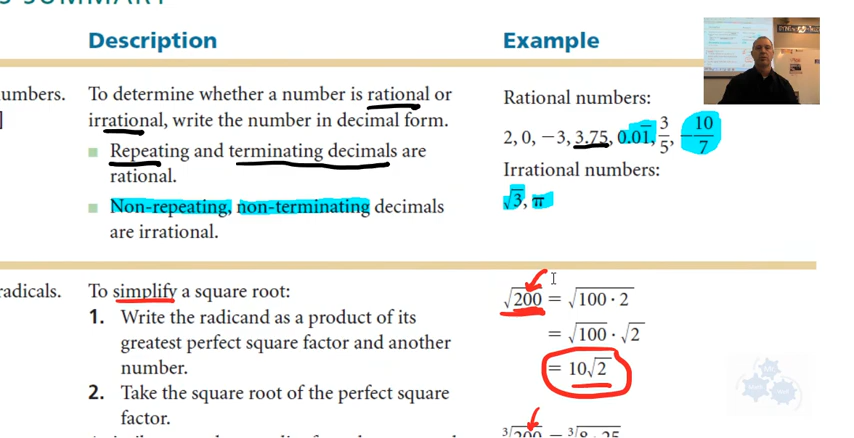 Description
Example
umbers.
To determine whether a number is rational or
irrational, write the number in decimal form.
■ Repeating and terminating decimals are
rational.
■ Non-repeating, non-terminating decimals
are irrational.
Rational numbers:
2, 0, −3, 3.75, 0.01̅, 3/5, −10/7
Irrational numbers:
√3, π
radicals.
To simplify a square root:
1. Write the radicand as a product of its
greatest perfect square factor and another
number.
2. Take the square root of the perfect square
factor.
√200 = √100 · 2
= √100 · √2
= 10√2
∛200 = ∛8 · 25